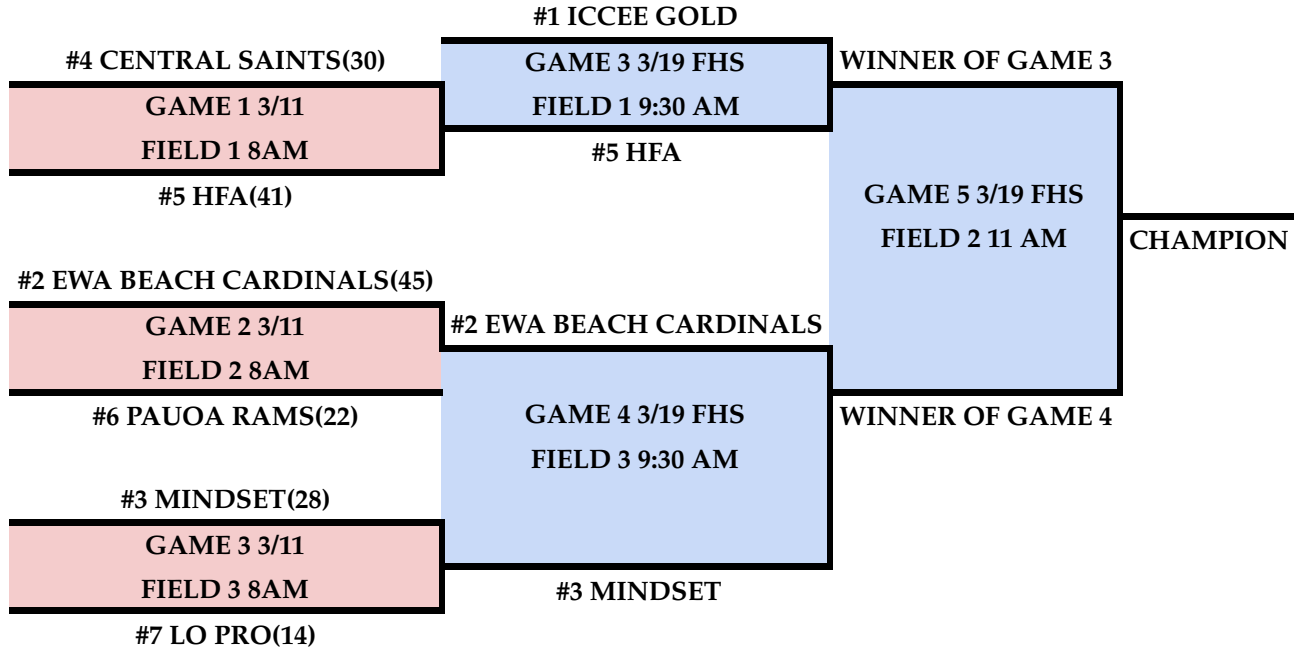 #1 ICCEE GOLD
#4 CENTRAL SAINTS(30)
GAME 3 3/19 FHS
FIELD 1 9:30 AM
WINNER OF GAME 3
GAME 1 3/11
FIELD 1 8AM
#5 HFA
#5 HFA(41)
GAME 5 3/19 FHS
FIELD 2 11 AM
CHAMPION
#2 EWA BEACH CARDINALS(45)
GAME 2 3/11
FIELD 2 8AM
#2 EWA BEACH CARDINALS
#6 PAUOA RAMS(22)
GAME 4 3/19 FHS
FIELD 3 9:30 AM
WINNER OF GAME 4
#3 MINDSET(28)
GAME 3 3/11
FIELD 3 8AM
#3 MINDSET
#7 LO PRO(14)